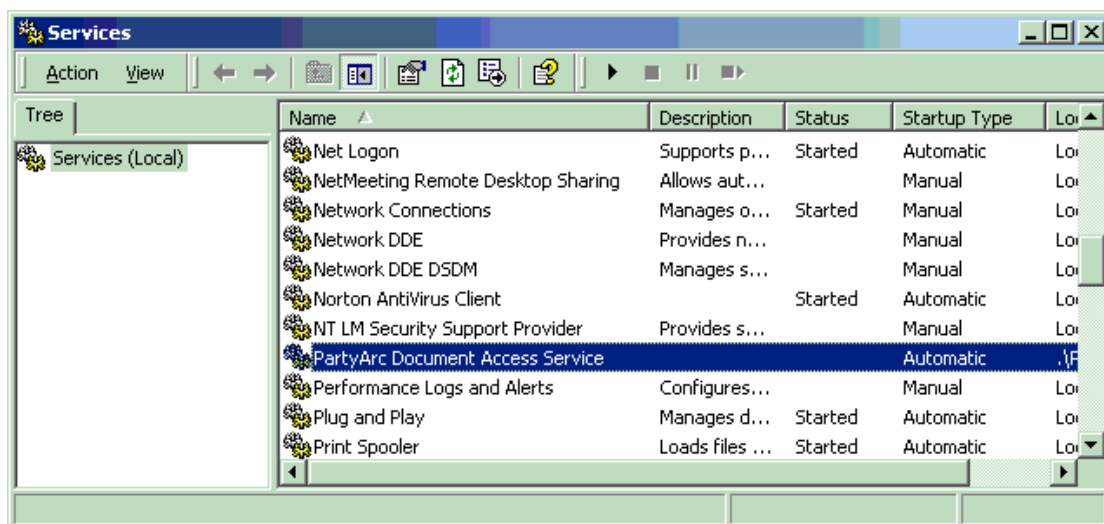 Services
Action View
Tree
Services (Local)
Name Description Status Startup Type
Net Logon Supports p... Started Automatic
NetMeeting Remote Desktop Sharing Allows aut... Manual
Network Connections Manages o... Started Manual
Network DDE Provides n... Manual
Network DDE DSDM Manages s... Manual
Norton AntiVirus Client Started Automatic
NT LM Security Support Provider Provides s... Manual
PartyArc Document Access Service Automatic
Performance Logs and Alerts Configures... Manual
Plug and Play Manages d... Started Automatic
Print Spooler Loads files ... Started Automatic